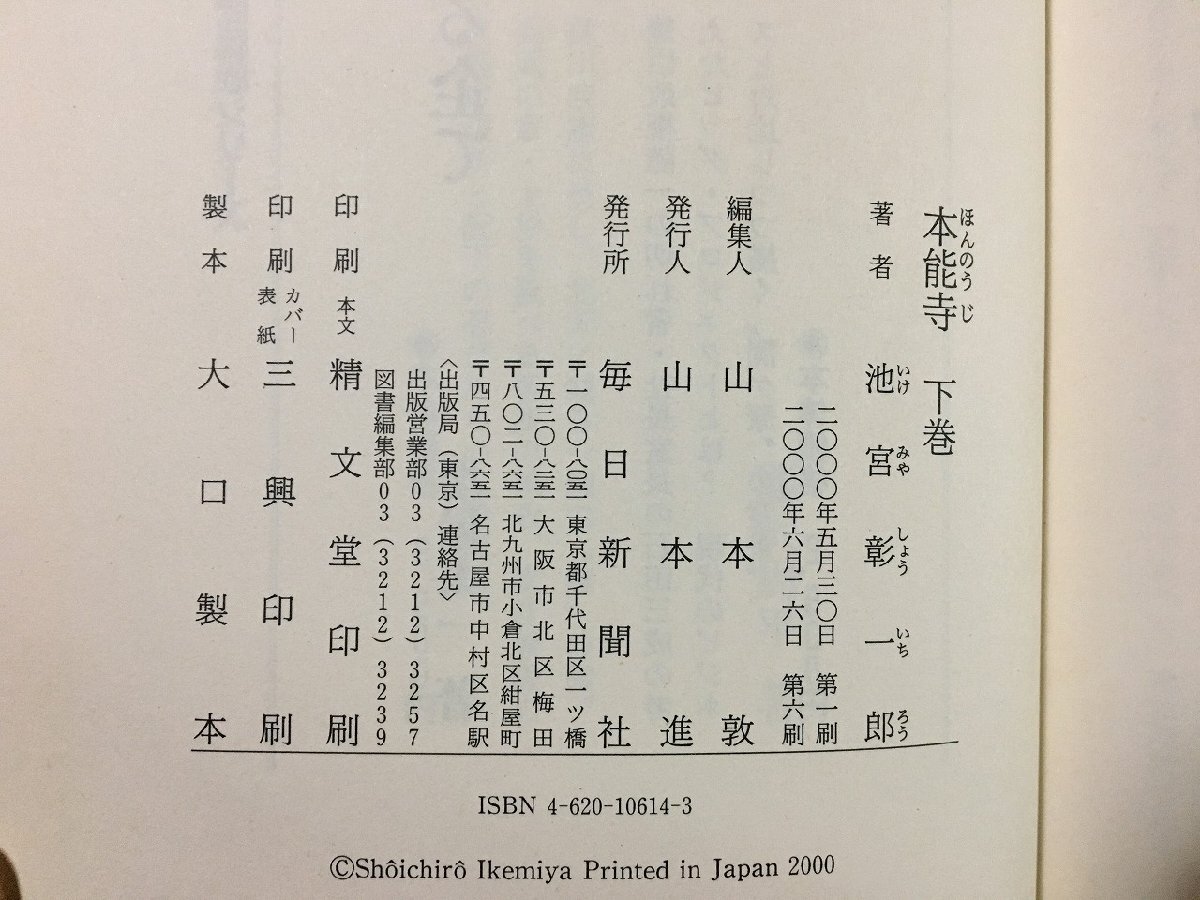 本能寺 下巻
ほんのうじ
著者 池宮彰一郎
いけみやしょういちろう
二〇〇〇年五月三〇日 第一刷
二〇〇〇年六月二六日 第六刷
編集人 山本 敦
発行人 山本 進
発行所 毎日新聞社
〒一〇〇-八〇五一 東京都千代田区一ツ橋
〒五三〇-八二五一 大阪市北区梅田
〒八〇二-八六五一 北九州市小倉北区紺屋町
〒四五〇-八六五一 名古屋市中村区名駅
〈出版局(東京)連絡先〉
出版営業部03(3212)3257
図書編集部03(3212)3239
印刷 本文 精文堂印刷
印刷 カバー 表紙 三興印刷
製本 大口製本
ISBN 4-620-10614-3
©Shôichirô Ikemiya Printed in Japan 2000